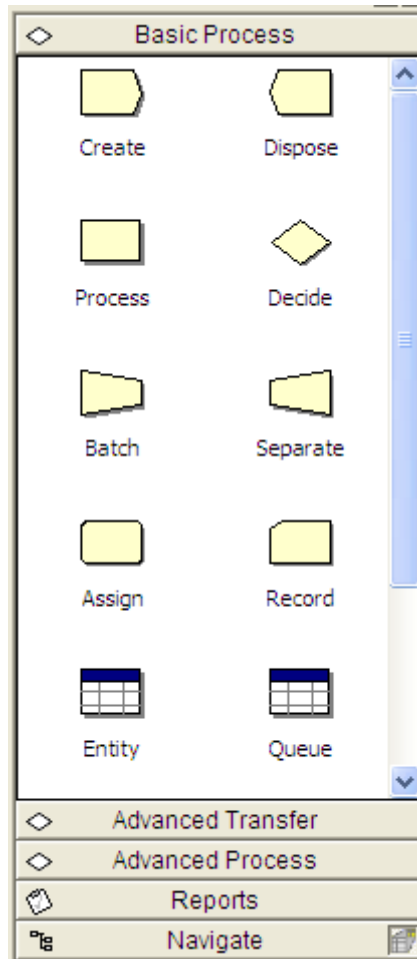 Basic Process
Create Dispose
Process Decide
Batch Separate
Assign Record
Entity Queue
Advanced Transfer
Advanced Process
Reports
Navigate